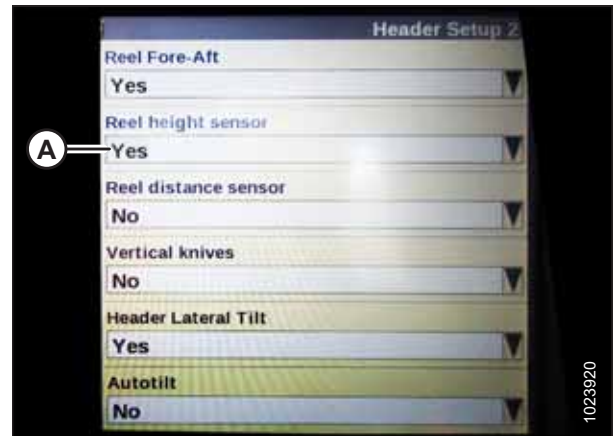 Header Setup 2
Reel Fore-Aft
Yes
Reel height sensor
A
Yes
Reel distance sensor
No
Vertical knives
No
Header Lateral Tilt
Yes
Autotilt
No
1023920